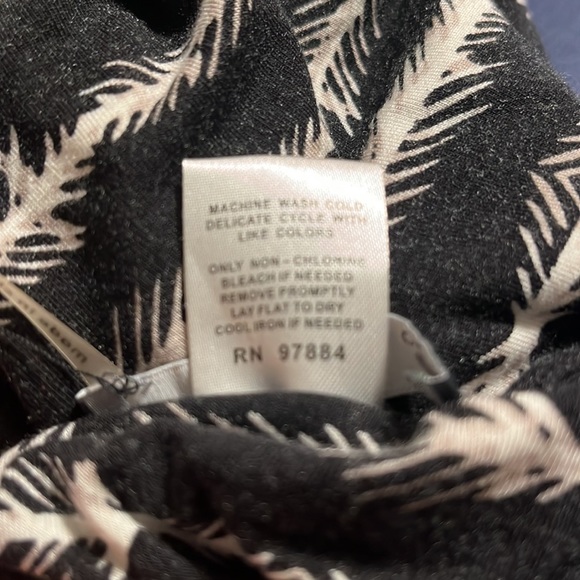 MACHINE WASH COLD
DELICATE CYCLE WITH
LIKE COLORS
ONLY NON-CHLORINE
BLEACH IF NEEDED
REMOVE PROMPTLY
LAY FLAT TO DRY
COOL IRON IF NEEDED
RN 97884